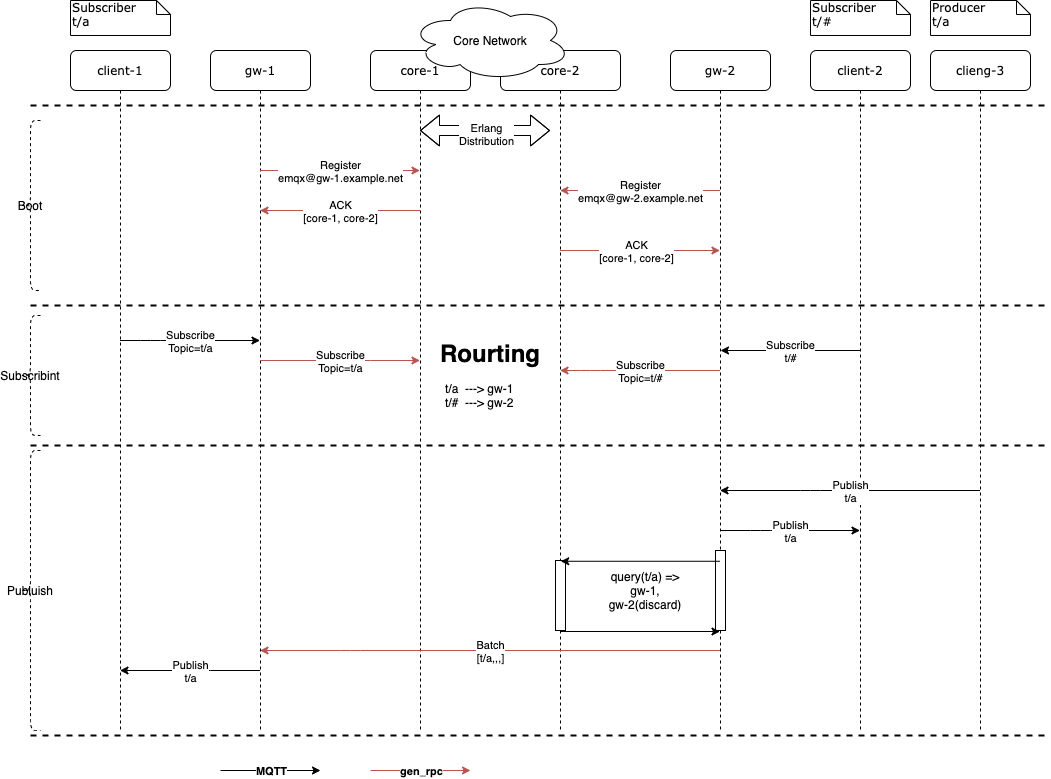 Subscriber
t/a
Subscriber
t/#
Producer
t/a
Core Network
client-1
gw-1
core-1
core-2
gw-2
client-2
clieng-3
Erlang
Distribution
Register
emqx@gw-1.example.net
Register
emqx@gw-2.example.net
Boot
ACK
[core-1, core-2]
ACK
[core-1, core-2]
Subscribe
Topic=t/a
Subscribe
Topic=t/a
Rourting
t/a ---> gw-1
t/# ---> gw-2
Subscribe
t/#
Subscribe
Topic=t/#
Subscribint
Publish
t/a
Publish
t/a
query(t/a) =>
gw-1,
gw-2(discard)
Publuish
Batch
[t/a,,,]
Publish
t/a
MQTT
gen_rpc